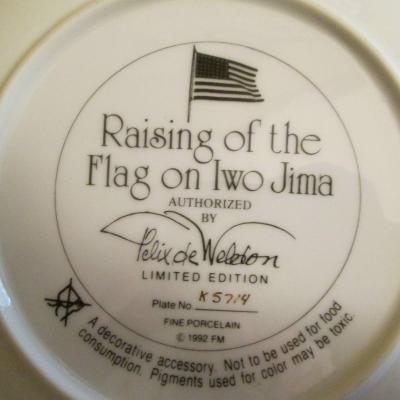 Raising of the
Flag on Iwo Jima
AUTHORIZED
BY
Felix de Weldon
LIMITED EDITION
Plate No. K5714
FINE PORCELAIN
© 1992 FM
A decorative accessory. Not to be used for food
consumption. Pigments used for color may be toxic.